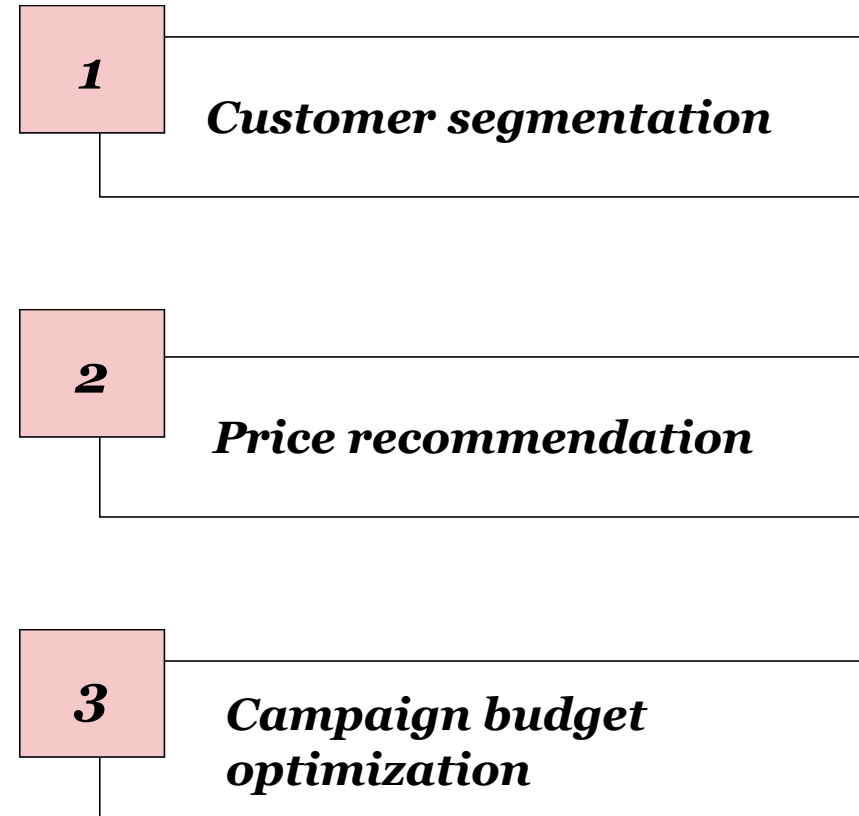 1
Customer segmentation
2
Price recommendation
3
Campaign budget
optimization